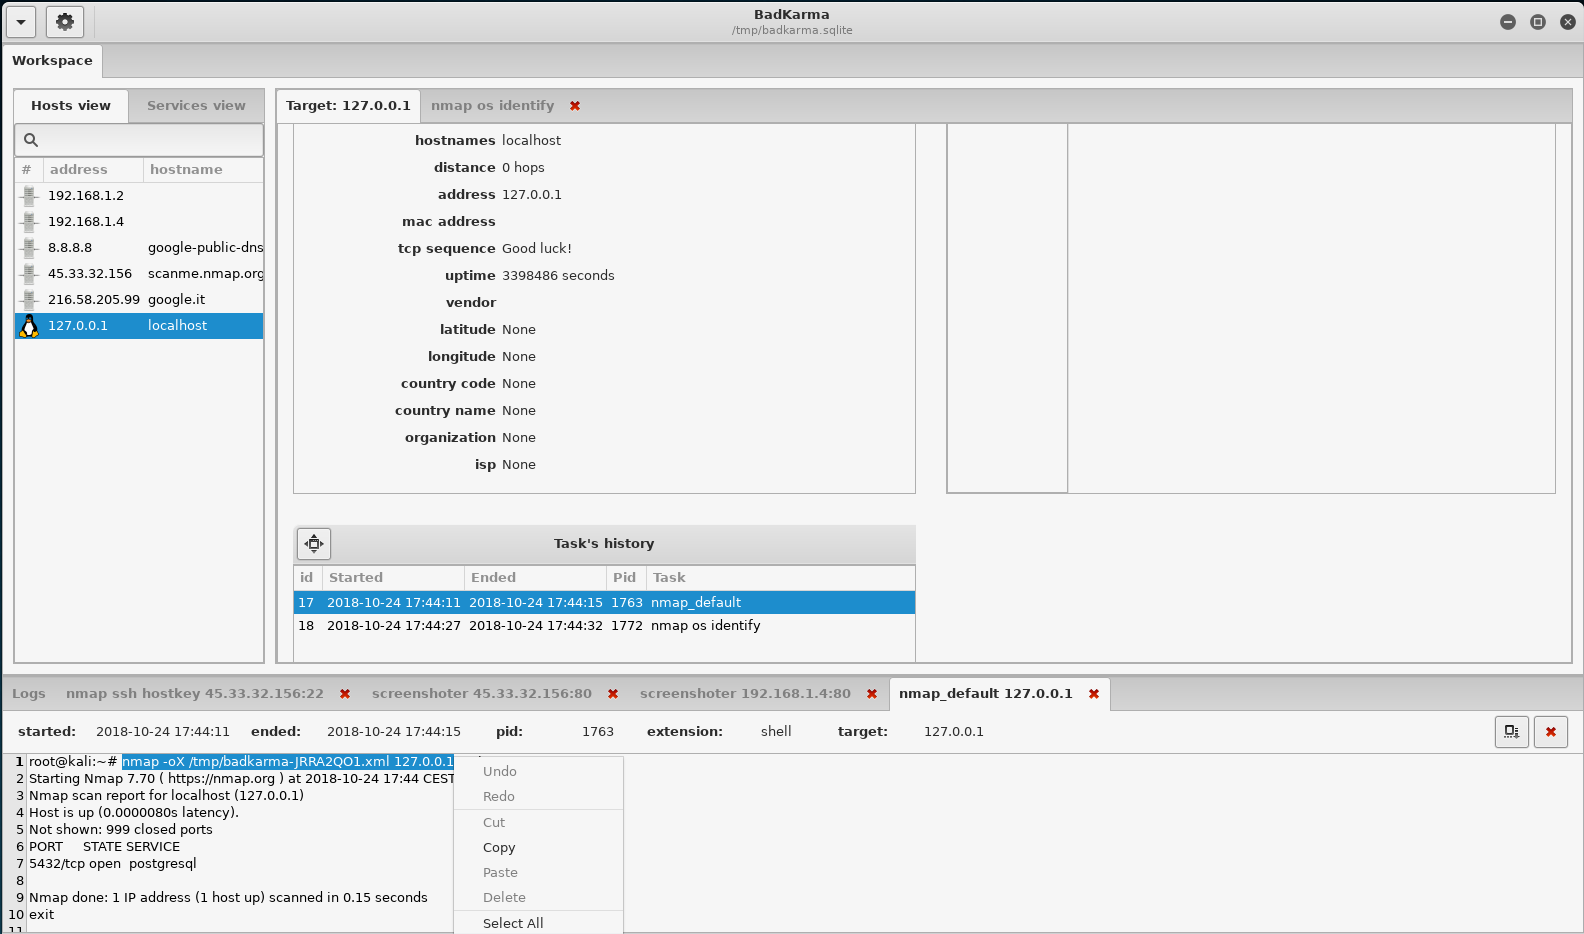 BadKarma
/tmp/badkarma.sqlite
Workspace
Hosts view Services view
# address hostname
192.168.1.2
192.168.1.4
8.8.8.8 google-public-dns
45.33.32.156 scanme.nmap.org
216.58.205.99 google.it
127.0.0.1 localhost
Target: 127.0.0.1 nmap os identify
hostnames localhost
distance 0 hops
address 127.0.0.1
mac address
tcp sequence Good luck!
uptime 3398486 seconds
vendor
latitude None
longitude None
country code None
country name None
organization None
isp None
Task's history
id Started Ended Pid Task
17 2018-10-24 17:44:11 2018-10-24 17:44:15 1763 nmap_default
18 2018-10-24 17:44:27 2018-10-24 17:44:32 1772 nmap os identify
Logs nmap ssh hostkey 45.33.32.156:22 screenshoter 45.33.32.156:80 screenshoter 192.168.1.4:80 nmap_default 127.0.0.1
started: 2018-10-24 17:44:11 ended: 2018-10-24 17:44:15 pid: 1763 extension: shell target: 127.0.0.1
1 root@kali:~# nmap -oX /tmp/badkarma-JRRA2QO1.xml 127.0.0.1
2 Starting Nmap 7.70 ( https://nmap.org ) at 2018-10-24 17:44 CEST
3 Nmap scan report for localhost (127.0.0.1)
4 Host is up (0.0000080s latency).
5 Not shown: 999 closed ports
6 PORT STATE SERVICE
7 5432/tcp open postgresql
8
9 Nmap done: 1 IP address (1 host up) scanned in 0.15 seconds
10 exit
11
Undo
Redo
Cut
Copy
Paste
Delete
Select All